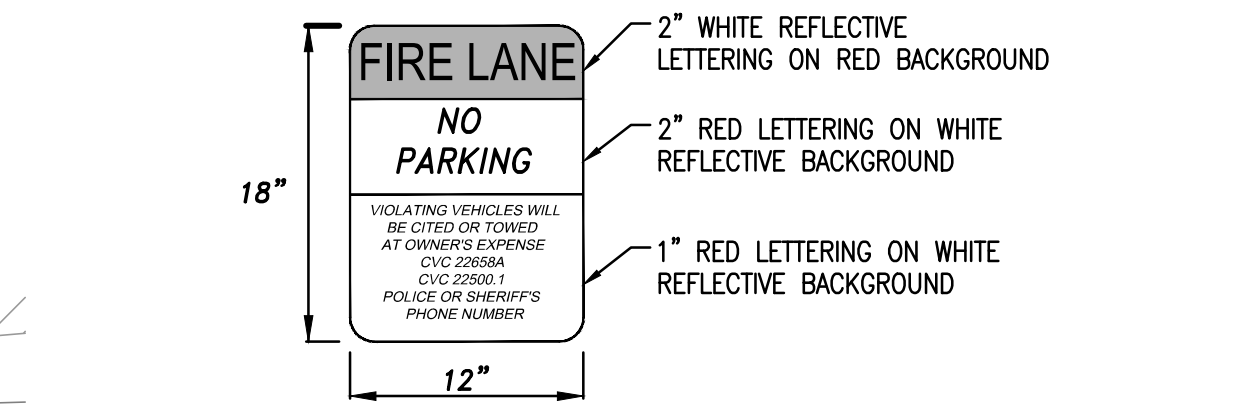 FIRE LANE
NO
PARKING
VIOLATING VEHICLES WILL
BE CITED OR TOWED
AT OWNER'S EXPENSE
CVC 22658A
CVC 22500.1
POLICE OR SHERIFF'S
PHONE NUMBER
18"
12"
2" WHITE REFLECTIVE
LETTERING ON RED BACKGROUND
2" RED LETTERING ON WHITE
REFLECTIVE BACKGROUND
1" RED LETTERING ON WHITE
REFLECTIVE BACKGROUND